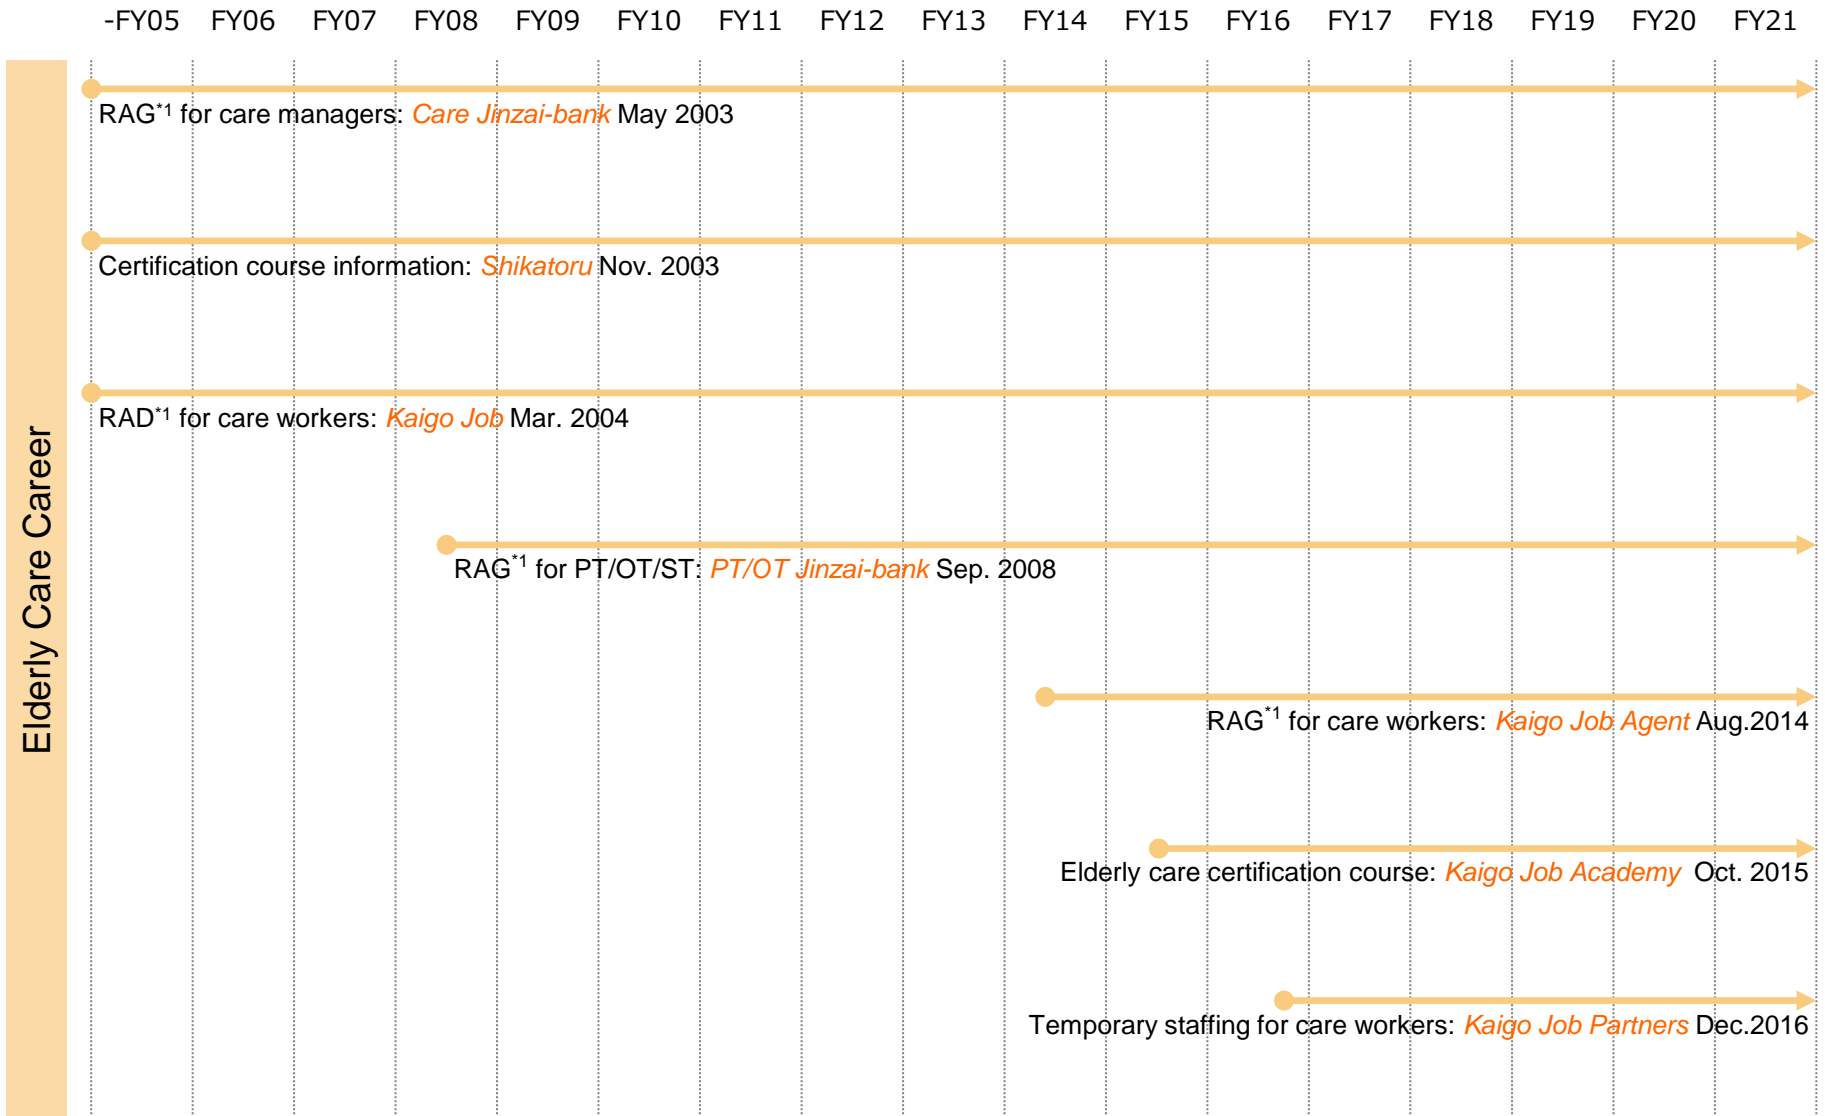 -FY05 FY06 FY07 FY08 FY09 FY10 FY11 FY12 FY13 FY14 FY15 FY16 FY17 FY18 FY19 FY20 FY21
Elderly Care Career
RAG*1 for care managers: Care Jinzai-bank May 2003
Certification course information: Shikatoru Nov. 2003
RAD*1 for care workers: Kaigo Job Mar. 2004
RAG*1 for PT/OT/ST: PT/OT Jinzai-bank Sep. 2008
RAG*1 for care workers: Kaigo Job Agent Aug.2014
Elderly care certification course: Kaigo Job Academy Oct. 2015
Temporary staffing for care workers: Kaigo Job Partners Dec.2016